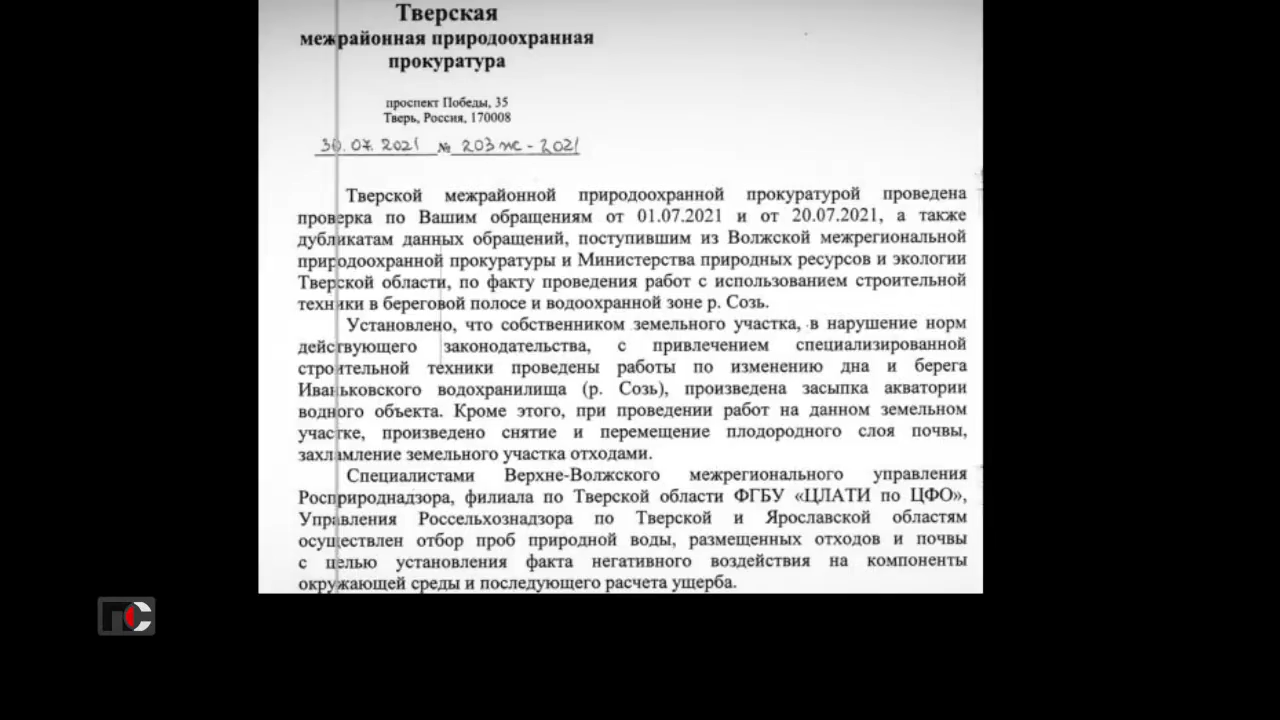 Тверская
межрайонная природоохранная
прокуратура
проспект Победы, 35
Тверь, Россия, 170008
30.07.2021 № 203ж-2021
Тверской межрайонной природоохранной прокуратурой проведена
проверка по Вашим обращениям от 01.07.2021 и от 20.07.2021, а также
дубликатам данных обращений, поступившим из Волжской межрегиональной
природоохранной прокуратуры и Министерства природных ресурсов и экологии
Тверской области, по факту проведения работ с использованием строительной
техники в береговой полосе и водоохранной зоне р. Созь.
Установлено, что собственником земельного участка, в нарушение норм
действующего законодательства, с привлечением специализированной
строительной техники проведены работы по изменению дна и берега
Иваньковского водохранилища (р. Созь), произведена засыпка акватории
водного объекта. Кроме этого, при проведении работ на данном земельном
участке, произведено снятие и перемещение плодородного слоя почвы,
захламление земельного участка отходами.
Специалистами Верхне-Волжского межрегионального управления
Росприроднадзора, филиала по Тверской области ФГБУ «ЦЛАТИ по ЦФО»,
Управления Россельхознадзора по Тверской и Ярославской областям
осуществлен отбор проб природной воды, размещенных отходов и почвы
с целью установления факта негативного воздействия на компоненты
окружающей среды и последующего расчета ущерба.
ПС